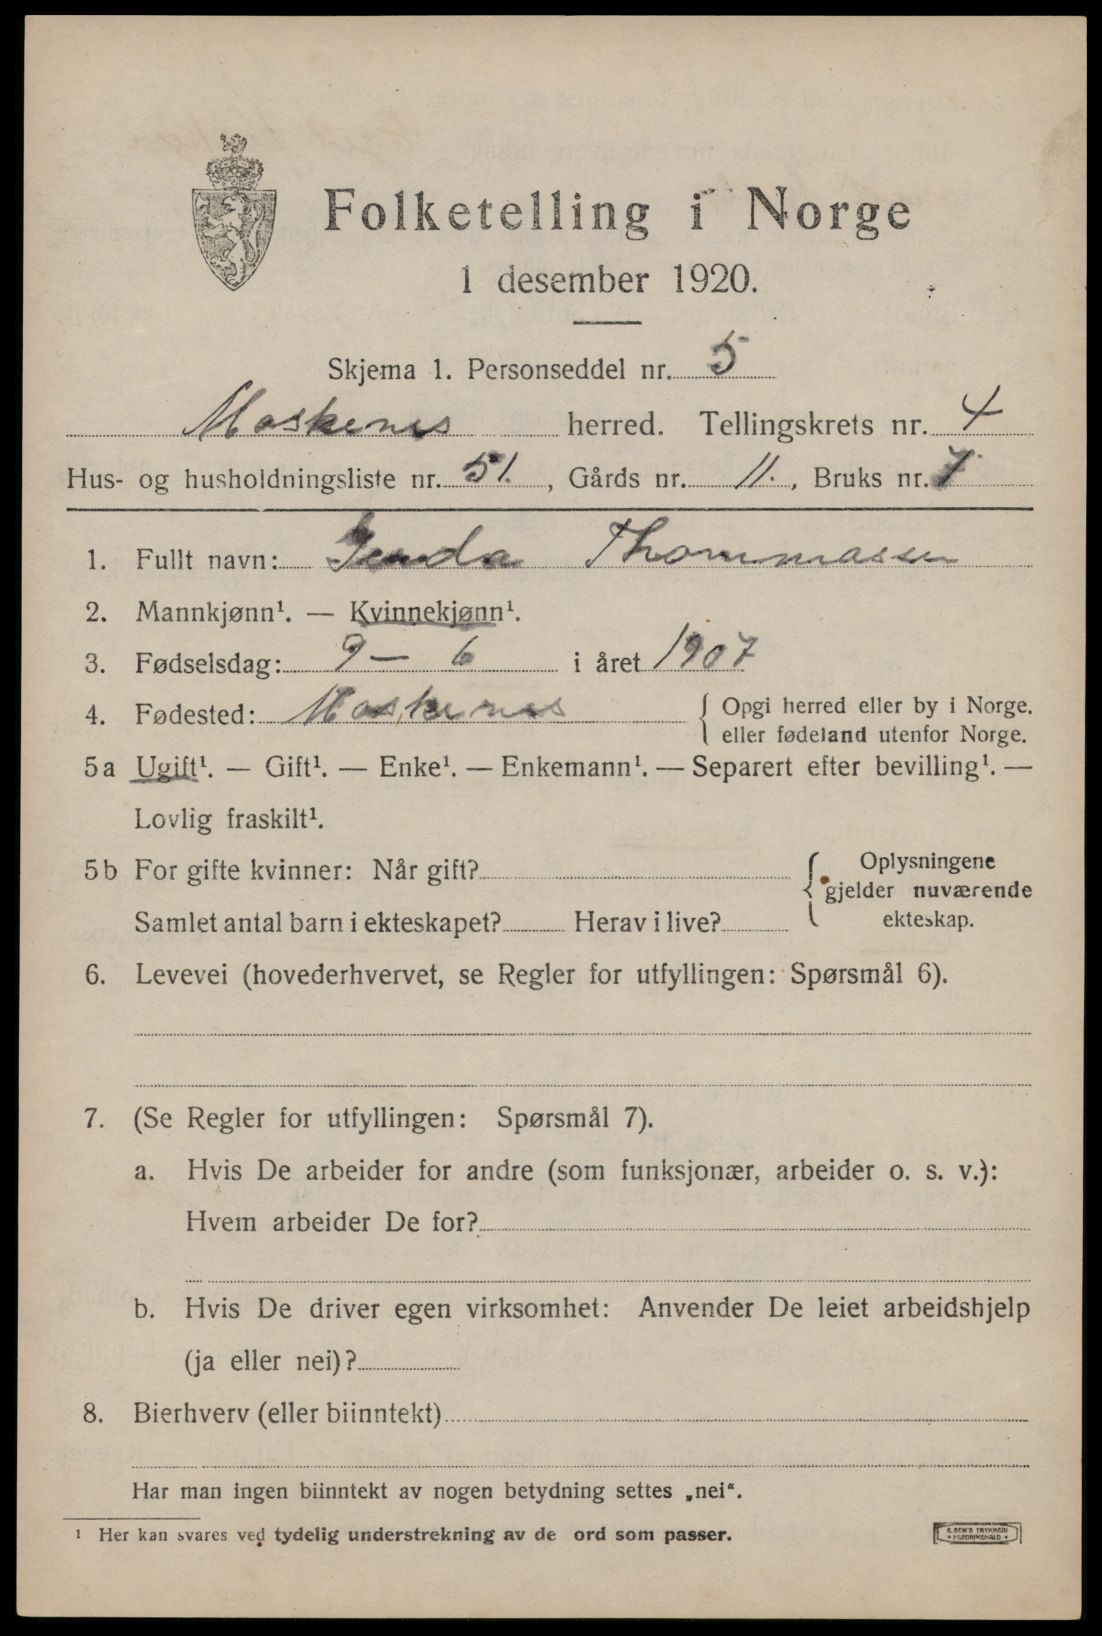 Folketelling i Norge
1 desember 1920.
Skjema 1. Personseddel nr. 5
Moskenes herred. Tellingskrets nr. 4
Hus- og husholdningsliste nr. 51. , Gårds nr. 11. , Bruks nr. 7
1. Fullt navn: Thommassen
2. Mannkjønn¹. — Kvinnekjønn¹.
3. Fødselsdag: 9 – 6 i året 1907
4. Fødested: Moskenes { Opgi herred eller by i Norge.
eller fødeland utenfor Norge.
5a Ugift¹. — Gift¹. — Enke¹. — Enkemann¹. — Separert efter bevilling¹. —
Lovlig fraskilt¹.
5b For gifte kvinner: Når gift? { Oplysningene
gjelder nuværende
Samlet antal barn i ekteskapet? Herav i live? ekteskap.
6. Levevei (hovederhvervet, se Regler for utfyllingen: Spørsmål 6).
7. (Se Regler for utfyllingen: Spørsmål 7).
a. Hvis De arbeider for andre (som funksjonær, arbeider o. s. v.):
Hvem arbeider De for?
b. Hvis De driver egen virksomhet: Anvender De leiet arbeidshjelp
(ja eller nei)?
8. Bierhverv (eller biinntekt)
Har man ingen biinntekt av nogen betydning settes „nei“.
¹ Her kan svares ved tydelig understrekning av de ord som passer.
E. SEM'S TRYKKERI
FREDRIKSHALD